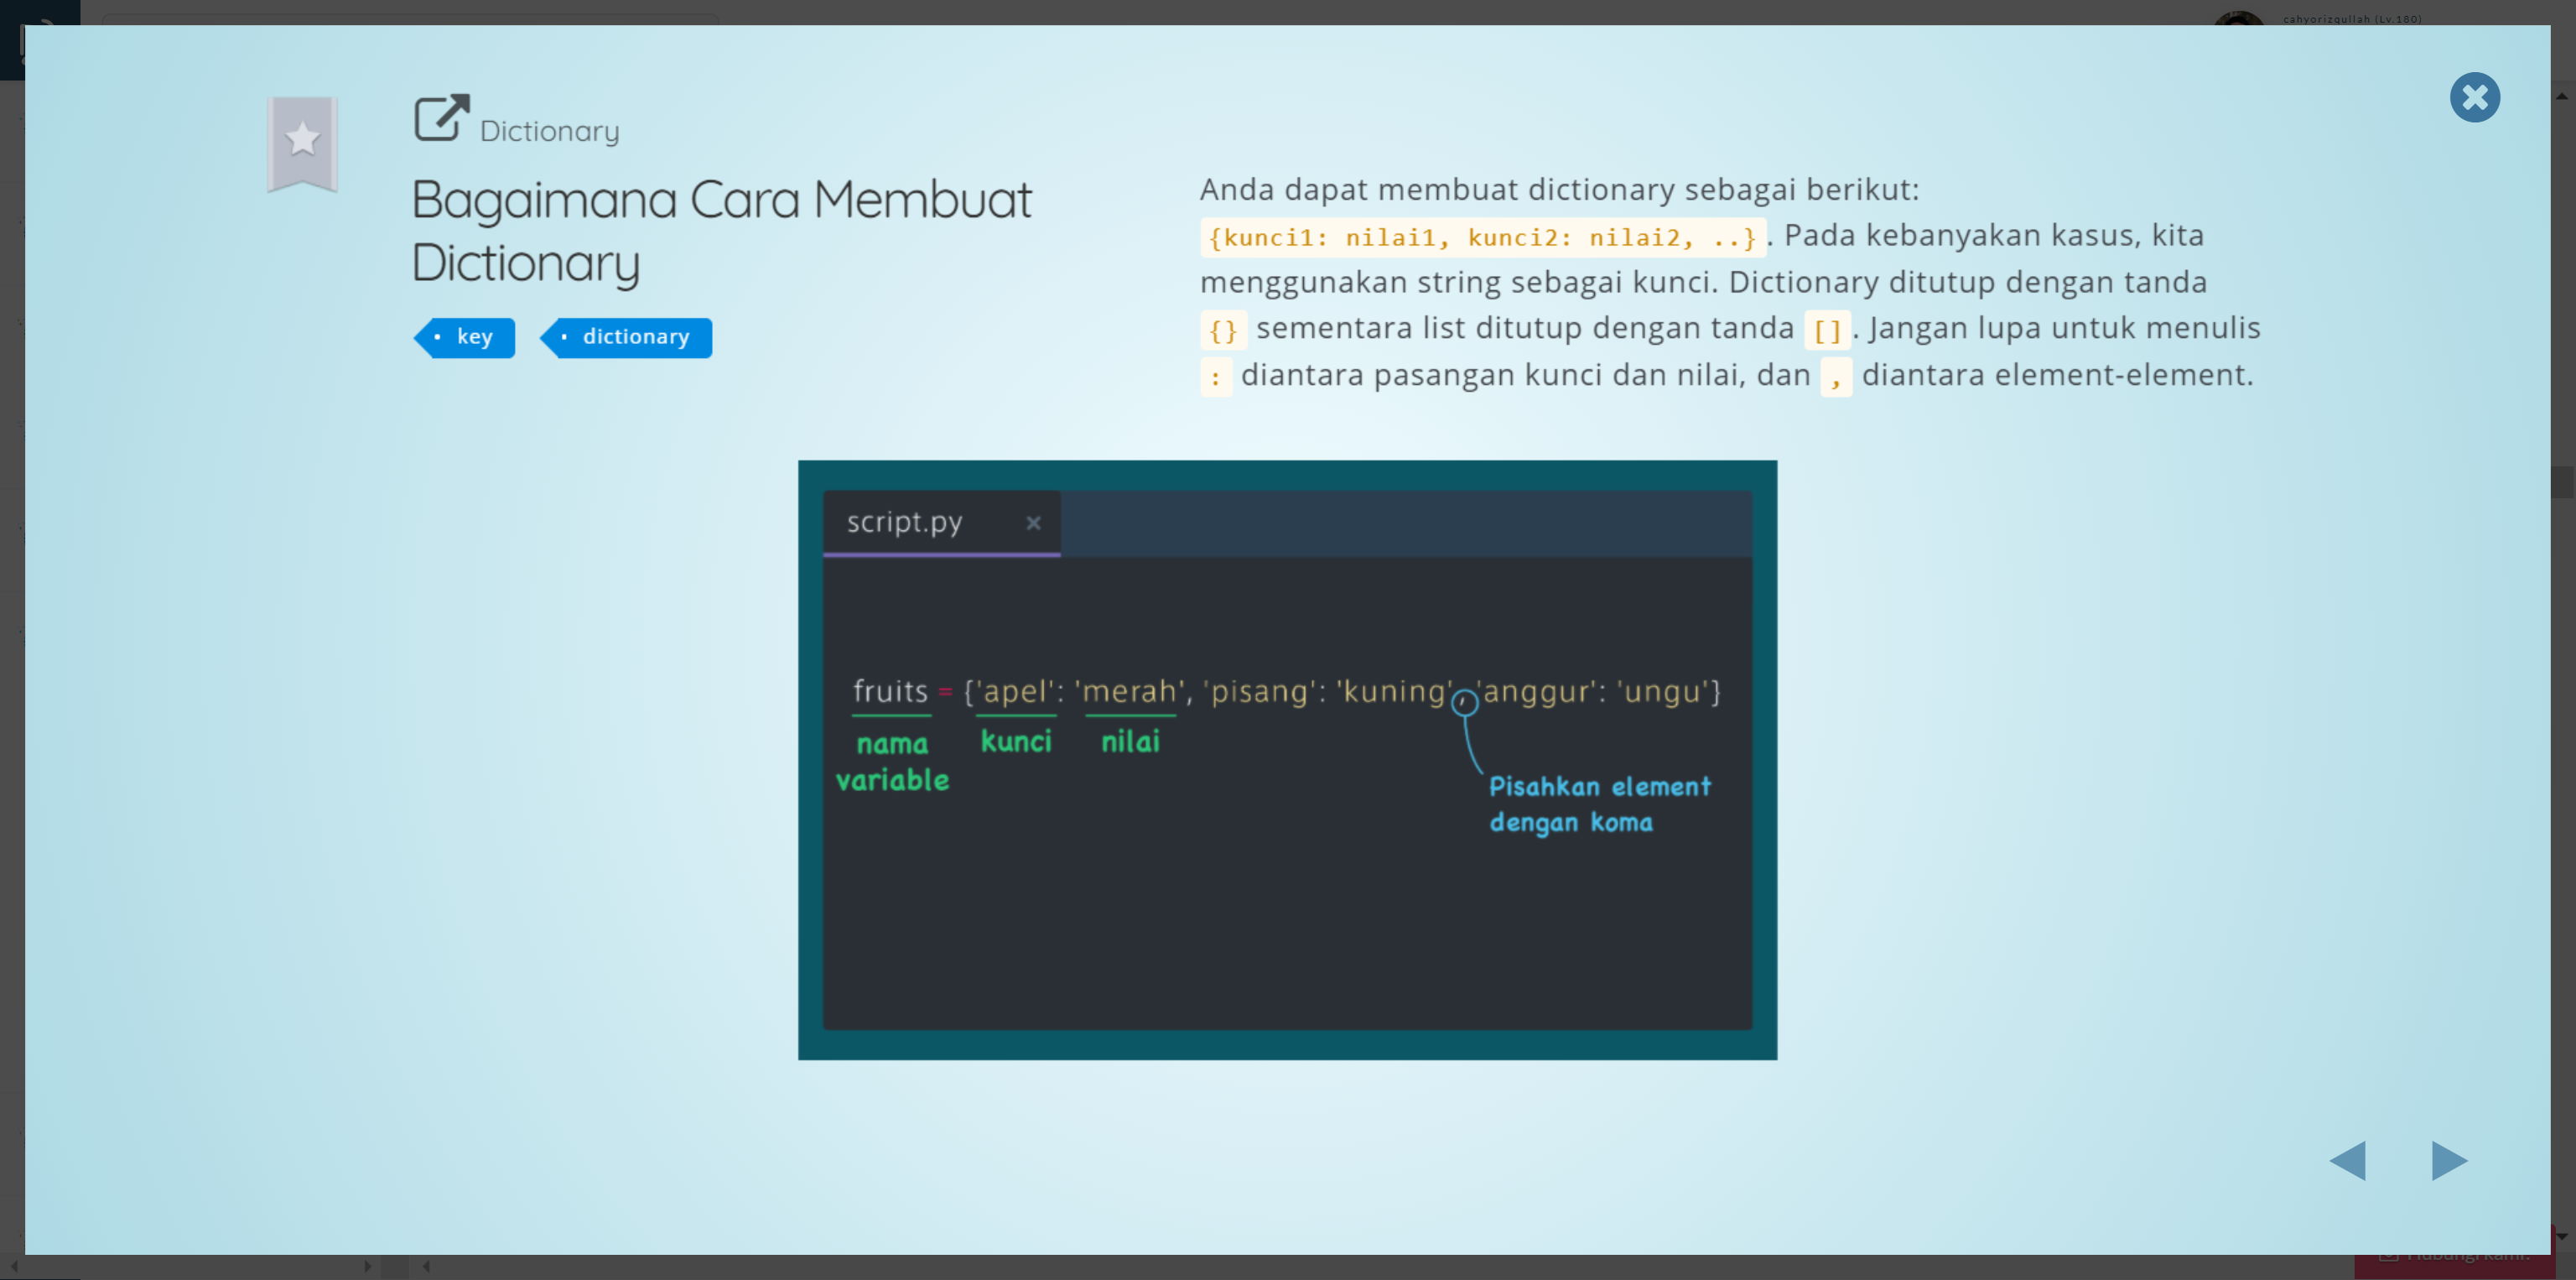 cahyorizqullah (Lv.180)
Dictionary
Bagaimana Cara Membuat
Dictionary
key
dictionary
Anda dapat membuat dictionary sebagai berikut:
{kunci1: nilai1, kunci2: nilai2, ..}. Pada kebanyakan kasus, kita
menggunakan string sebagai kunci. Dictionary ditutup dengan tanda
{} sementara list ditutup dengan tanda []. Jangan lupa untuk menulis
: diantara pasangan kunci dan nilai, dan , diantara element-element.
script.py
fruits = {'apel': 'merah', 'pisang': 'kuning', 'anggur': 'ungu'}
nama
variable
kunci
nilai
Pisahkan element
dengan koma
Hubungi kami.